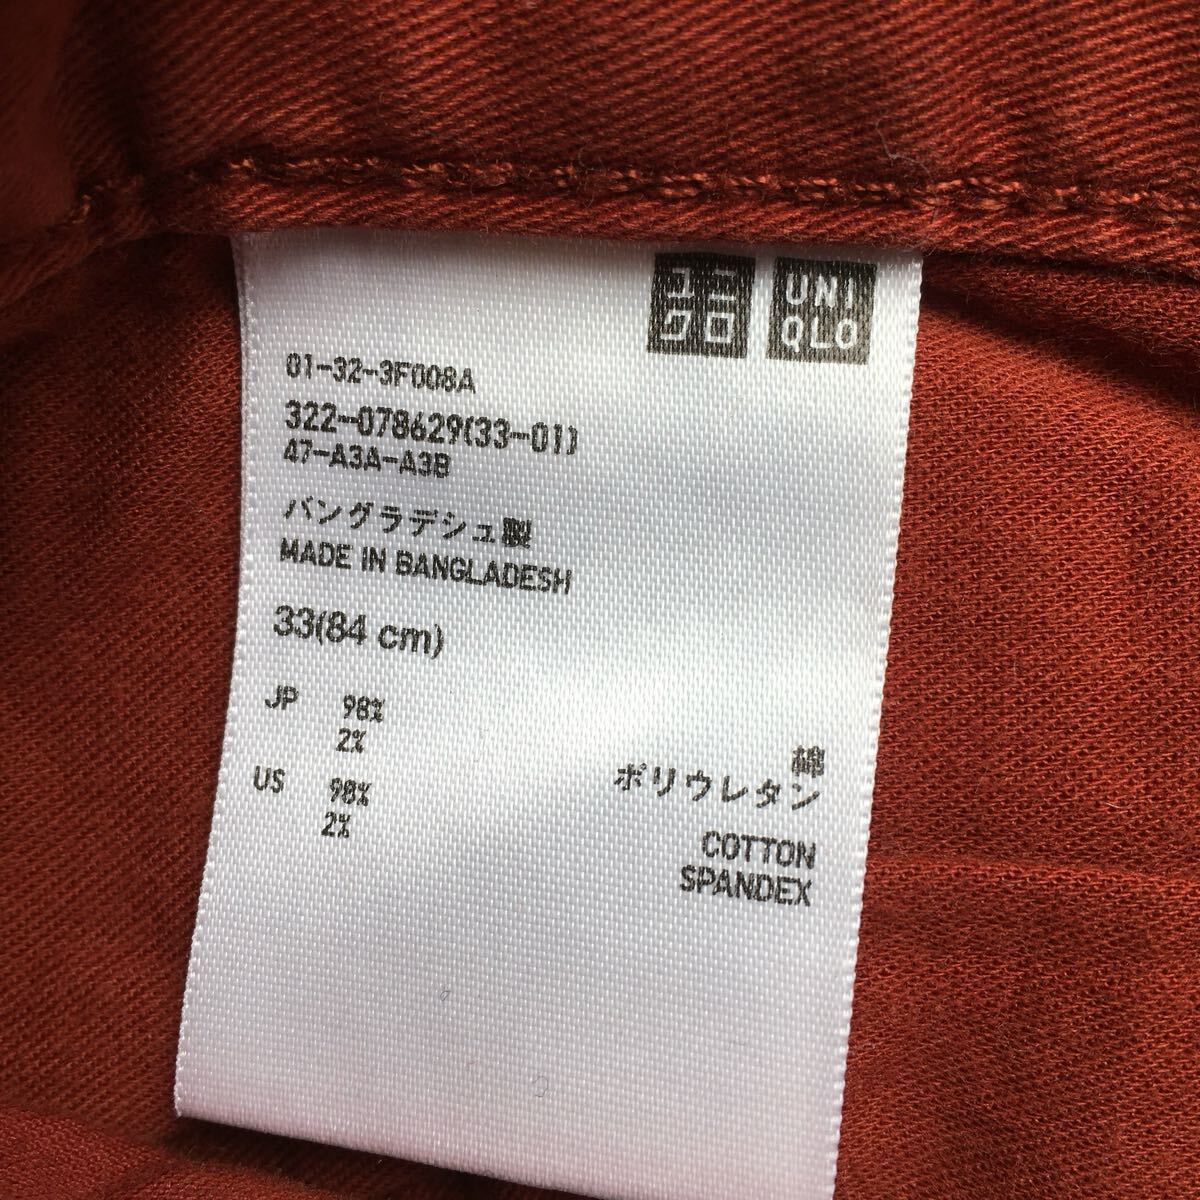 ユニ
クロ
UNI
QLO
01-32-3F008A
322-078629(33-01)
47-A3A-A3B
バングラデシュ製
MADE IN BANGLADESH
33(84 cm)
JP 98% 綿
2% ポリウレタン
US 98% COTTON
2% SPANDEX